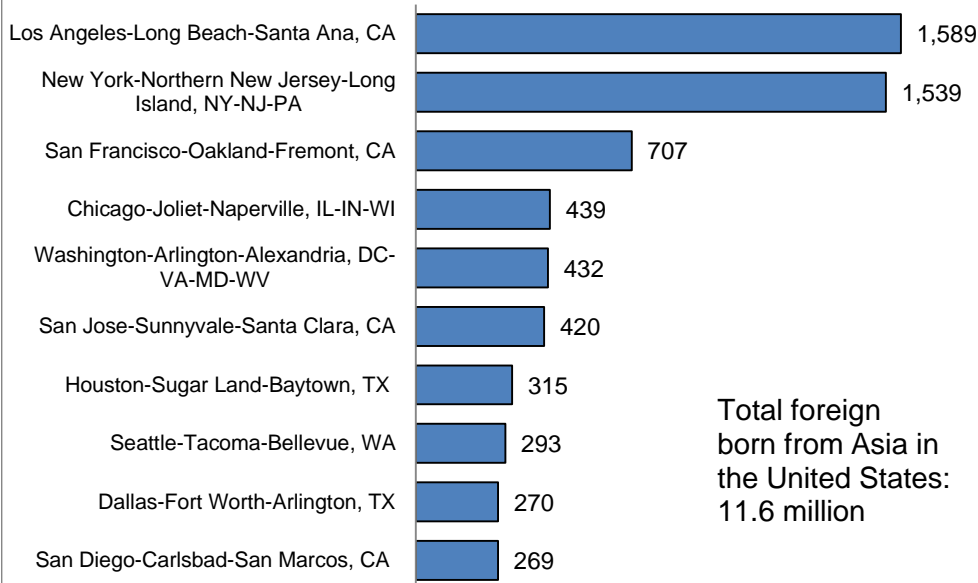 Los Angeles-Long Beach-Santa Ana, CA
1,589
New York-Northern New Jersey-Long
Island, NY-NJ-PA
1,539
San Francisco-Oakland-Fremont, CA
707
Chicago-Joliet-Naperville, IL-IN-WI
439
Washington-Arlington-Alexandria, DC-
VA-MD-WV
432
San Jose-Sunnyvale-Santa Clara, CA
420
Houston-Sugar Land-Baytown, TX
315
Seattle-Tacoma-Bellevue, WA
293
Dallas-Fort Worth-Arlington, TX
270
San Diego-Carlsbad-San Marcos, CA
269
Total foreign
born from Asia in
the United States:
11.6 million